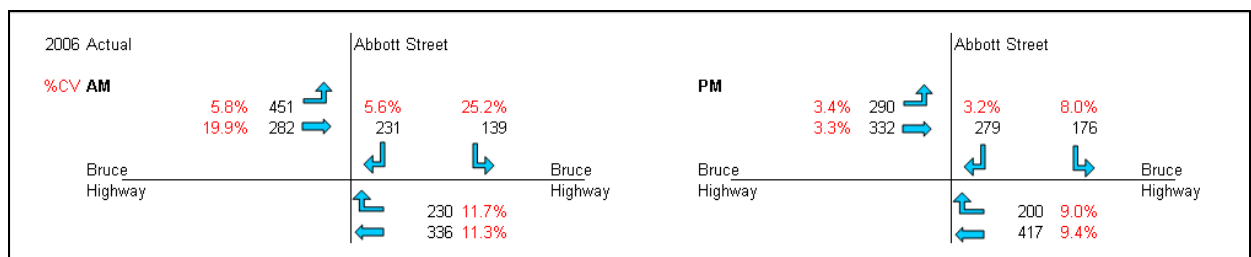 2006 Actual Abbott Street Abbott Street
%CV AM PM
5.8% 451 5.6% 25.2% 3.4% 290 3.2% 8.0%
19.9% 282 231 139 3.3% 332 279 176
Bruce Bruce Bruce Bruce
Highway Highway Highway Highway
230 11.7% 200 9.0%
336 11.3% 417 9.4%